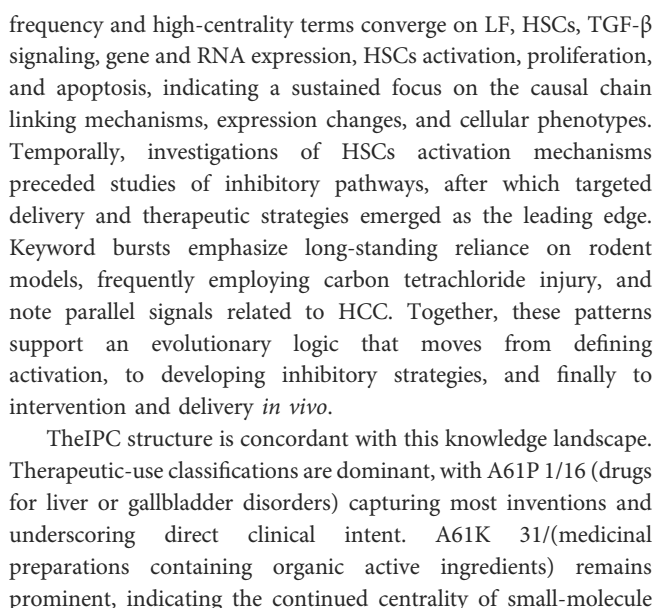 frequency and high-centrality terms converge on LF, HSCs, TGF-β
signaling, gene and RNA expression, HSCs activation, proliferation,
and apoptosis, indicating a sustained focus on the causal chain
linking mechanisms, expression changes, and cellular phenotypes.
Temporally, investigations of HSCs activation mechanisms
preceded studies of inhibitory pathways, after which targeted
delivery and therapeutic strategies emerged as the leading edge.
Keyword bursts emphasize long-standing reliance on rodent
models, frequently employing carbon tetrachloride injury, and
note parallel signals related to HCC. Together, these patterns
support an evolutionary logic that moves from defining
activation, to developing inhibitory strategies, and finally to
intervention and delivery in vivo.
TheIPC structure is concordant with this knowledge landscape.
Therapeutic-use classifications are dominant, with A61P 1/16 (drugs
for liver or gallbladder disorders) capturing most inventions and
underscoring direct clinical intent. A61K 31/(medicinal
preparations containing organic active ingredients) remains
prominent, indicating the continued centrality of small-molecule